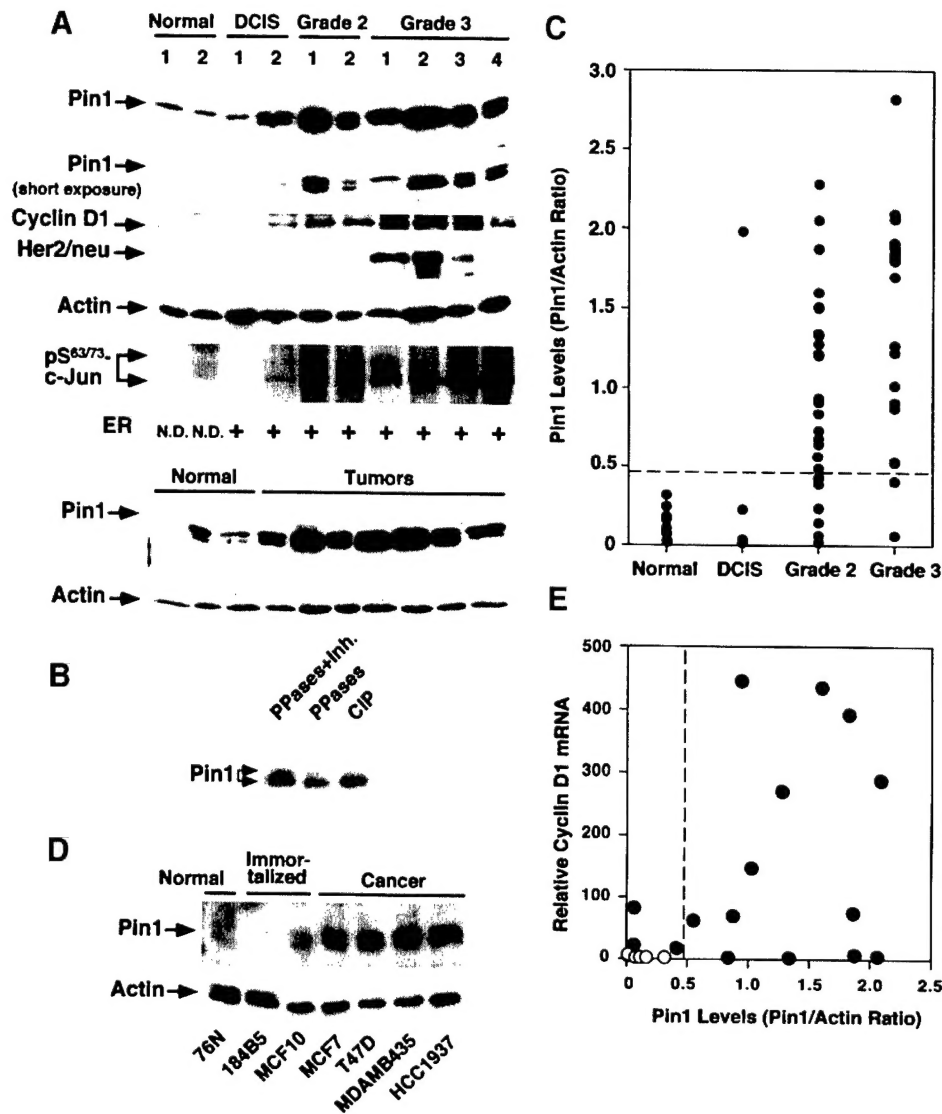 A
Normal DCIS Grade 2 Grade 3
1 2 1 2 1 2 1 2 3 4
Pin1
Pin1
(short exposure)
Cyclin D1
Her2/neu
Actin
pS63/73-
c-Jun
ER N.D. N.D. + + + + + + + +
Normal Tumors
Pin1
Actin
B
PPases+Inh.
PPases
CIP
Pin1
D
Normal Immor-
talized Cancer
Pin1
Actin
76N 184B5 MCF10 MCF7 T47D MDAMB435 HCC1937
C
Pin1 Levels (Pin1/Actin Ratio)
3.0
2.5
2.0
1.5
1.0
0.5
0
Normal DCIS Grade 2 Grade 3
E
Relative Cyclin D1 mRNA
500
400
300
200
100
0
0 0.5 1.0 1.5 2.0 2.5
Pin1 Levels (Pin1/Actin Ratio)